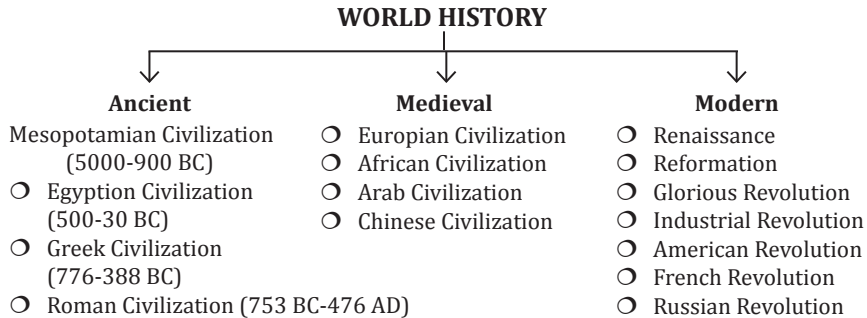 WORLD HISTORY
Ancient
Mesopotamian Civilization
(5000-900 BC)
❍ Egyption Civilization
(500-30 BC)
❍ Greek Civilization
(776-388 BC)
❍ Roman Civilization (753 BC-476 AD)
Medieval
❍ Europian Civilization
❍ African Civilization
❍ Arab Civilization
❍ Chinese Civilization
Modern
❍ Renaissance
❍ Reformation
❍ Glorious Revolution
❍ Industrial Revolution
❍ American Revolution
❍ French Revolution
❍ Russian Revolution